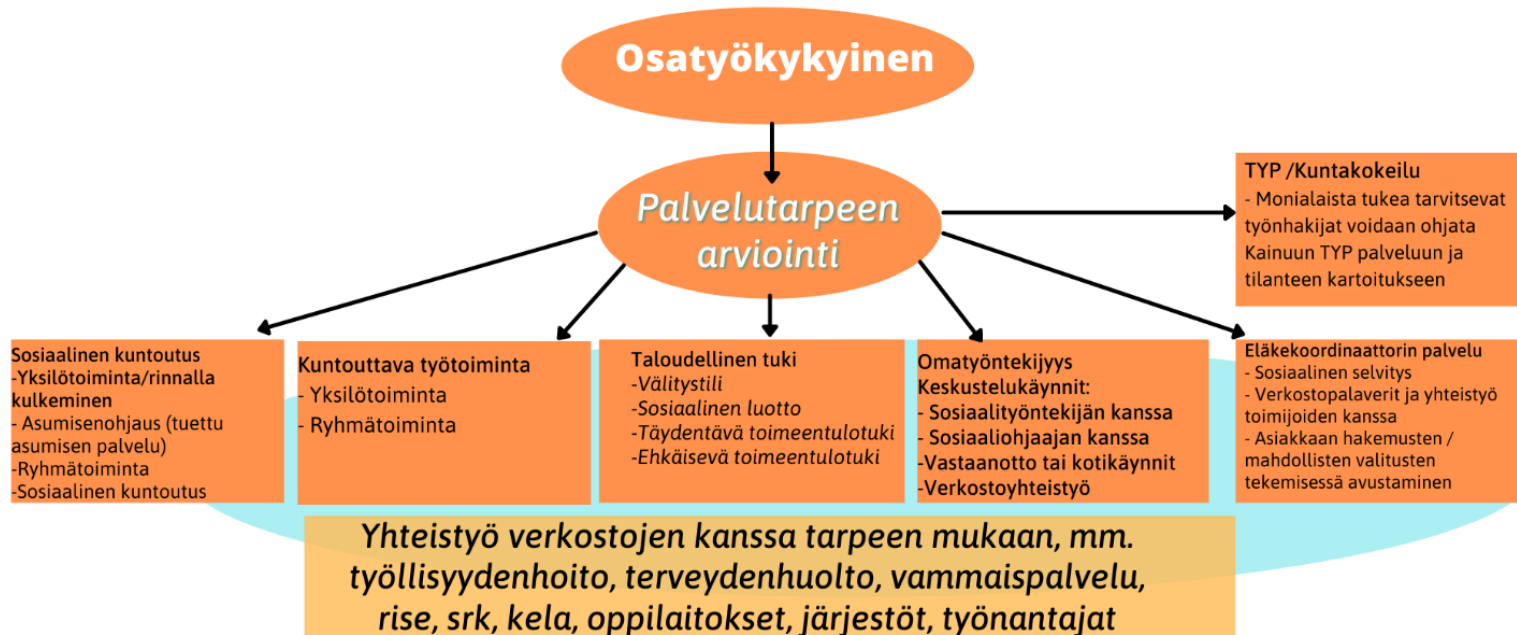 Osatyökykyinen
Palvelutarpeen
arviointi
TYP /Kuntakokeilu
- Monialaista tukea tarvitsevat
työnhakijat voidaan ohjata
Kainuun TYP palveluun ja
tilanteen kartoitukseen
Sosiaalinen kuntoutus
-Yksilötoiminta/rinnalla
kulkeminen
- Asumisenohjaus (tuettu
asumisen palvelu)
-Ryhmätoiminta
-Sosiaalinen kuntoutus
Kuntouttava työtoiminta
- Yksilötoiminta
- Ryhmätoiminta
Taloudellinen tuki
-Välitystili
-Sosiaalinen luotto
-Täydentävä toimeentulotuki
-Ehkäisevä toimeentulotuki
Omatyöntekijyys
Keskustelukäynnit:
- Sosiaalityöntekijän kanssa
- Sosiaaliohjaajan kanssa
-Vastaanotto tai kotikäynnit
-Verkostoyhteistyö
Eläkekoordinaattorin palvelu
- Sosiaalinen selvitys
- Verkostopalaverit ja yhteistyö
toimijoiden kanssa
- Asiakkaan hakemusten /
mahdollisten valitusten
tekemisessä avustaminen
Yhteistyö verkostojen kanssa tarpeen mukaan, mm.
työllisyydenhoito, terveydenhuolto, vammaispalvelu,
rise, srk, kela, oppilaitokset, järjestöt, työnantajat